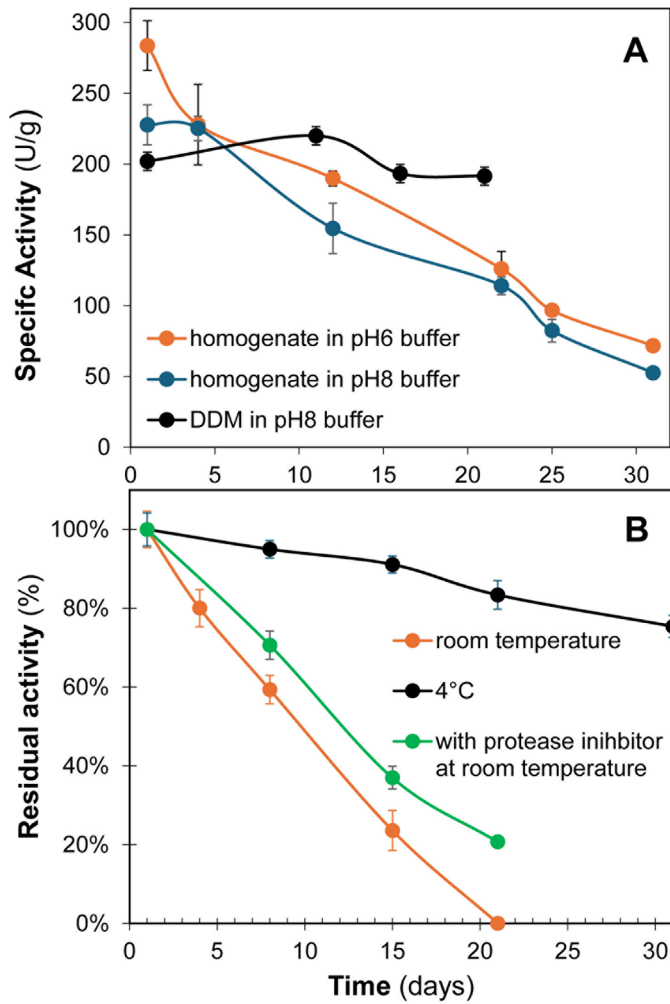 A
Specifc Activity (U/g)
300
250
200
150
100
50
0
homogenate in pH6 buffer
homogenate in pH8 buffer
DDM in pH8 buffer
0 5 10 15 20 25 30
B
Residual activity (%)
100%
80%
60%
40%
20%
0%
room temperature
4°C
with protease inihbitor
at room temperature
0 5 10 15 20 25 30
Time (days)